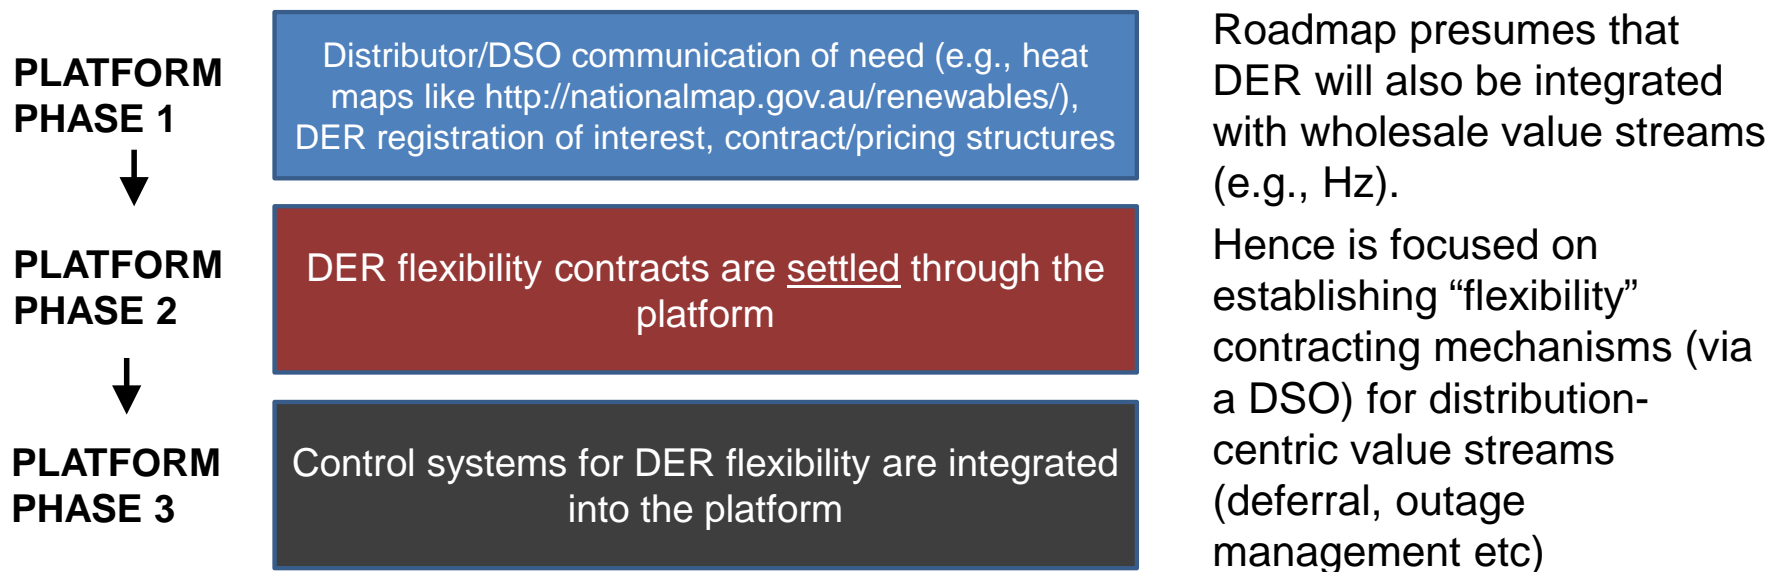 PLATFORM
PHASE 1
Distributor/DSO communication of need (e.g., heat
maps like http://nationalmap.gov.au/renewables/),
DER registration of interest, contract/pricing structures
PLATFORM
PHASE 2
DER flexibility contracts are settled through the
platform
PLATFORM
PHASE 3
Control systems for DER flexibility are integrated
into the platform
Roadmap presumes that
DER will also be integrated
with wholesale value streams
(e.g., Hz).
Hence is focused on
establishing “flexibility”
contracting mechanisms (via
a DSO) for distribution-
centric value streams
(deferral, outage
management etc)